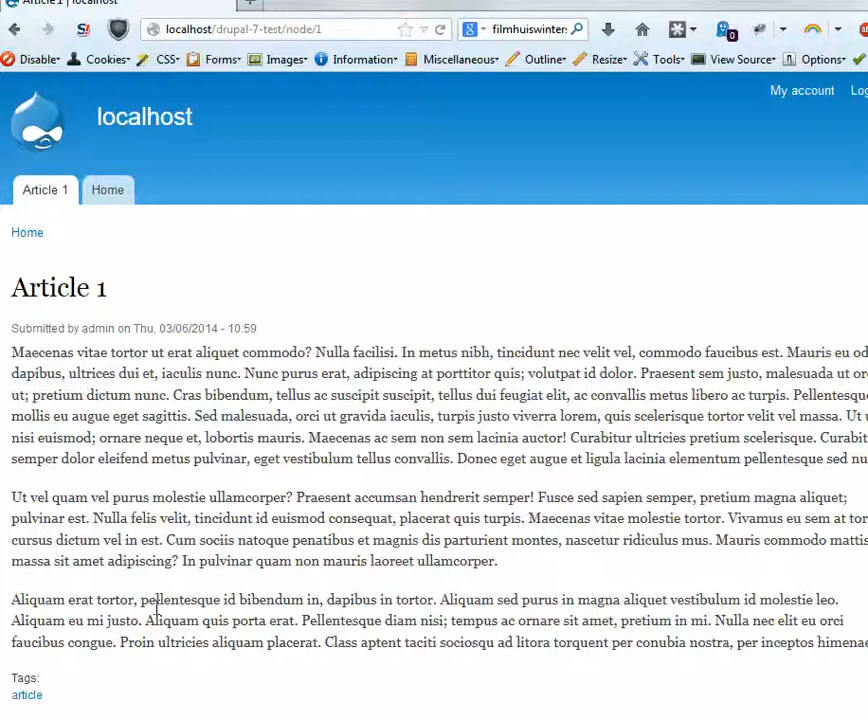 Article 1 | localhost
localhost/drupal-7-test/node/1
filmhuiswinters
Disable Cookies CSS Forms Images Information Miscellaneous Outline Resize Tools View Source Options
0
My account
localhost
Article 1 Home
Home
Article 1
Submitted by admin on Thu, 03/06/2014 - 10:59
Maecenas vitae tortor ut erat aliquet commodo? Nulla facilisi. In metus nibh, tincidunt nec velit vel, commodo faucibus est. Mauris eu
dapibus, ultrices dui et, iaculis nunc. Nunc purus erat, adipiscing at porttitor quis; volutpat id dolor. Praesent sem justo, malesuada ut
ut; pretium dictum nunc. Cras bibendum, tellus ac suscipit suscipit, tellus dui feugiat elit, ac convallis metus libero ac turpis.
mollis eu augue eget sagittis. Sed malesuada, orci ut gravida iaculis, turpis justo viverra lorem, quis scelerisque tortor velit vel massa. Ut
nisi euismod; ornare neque et, lobortis mauris. Maecenas ac sem non sem lacinia auctor! Curabitur ultricies pretium scelerisque.
semper dolor eleifend metus pulvinar, eget vestibulum tellus convallis. Donec eget augue et ligula lacinia elementum pellentesque sed
Ut vel quam vel purus molestie ullamcorper? Praesent accumsan hendrerit semper! Fusce sed sapien semper, pretium magna aliquet;
pulvinar est. Nulla felis velit, tincidunt id euismod consequat, placerat quis turpis. Maecenas vitae molestie tortor. Vivamus eu sem at
cursus dictum vel in est. Cum sociis natoque penatibus et magnis dis parturient montes, nascetur ridiculus mus. Mauris commodo
massa sit amet adipiscing? In pulvinar quam non mauris laoreet ullamcorper.
Aliquam erat tortor, pellentesque id bibendum in, dapibus in tortor. Aliquam sed purus in magna aliquet vestibulum id molestie leo.
Aliquam eu mi justo. Aliquam quis porta erat. Pellentesque diam nisi; tempus ac ornare sit amet, pretium in mi. Nulla nec elit eu orci
faucibus congue. Proin ultricies aliquam placerat. Class aptent taciti sociosqu ad litora torquent per conubia nostra, per inceptos
Tags:
article